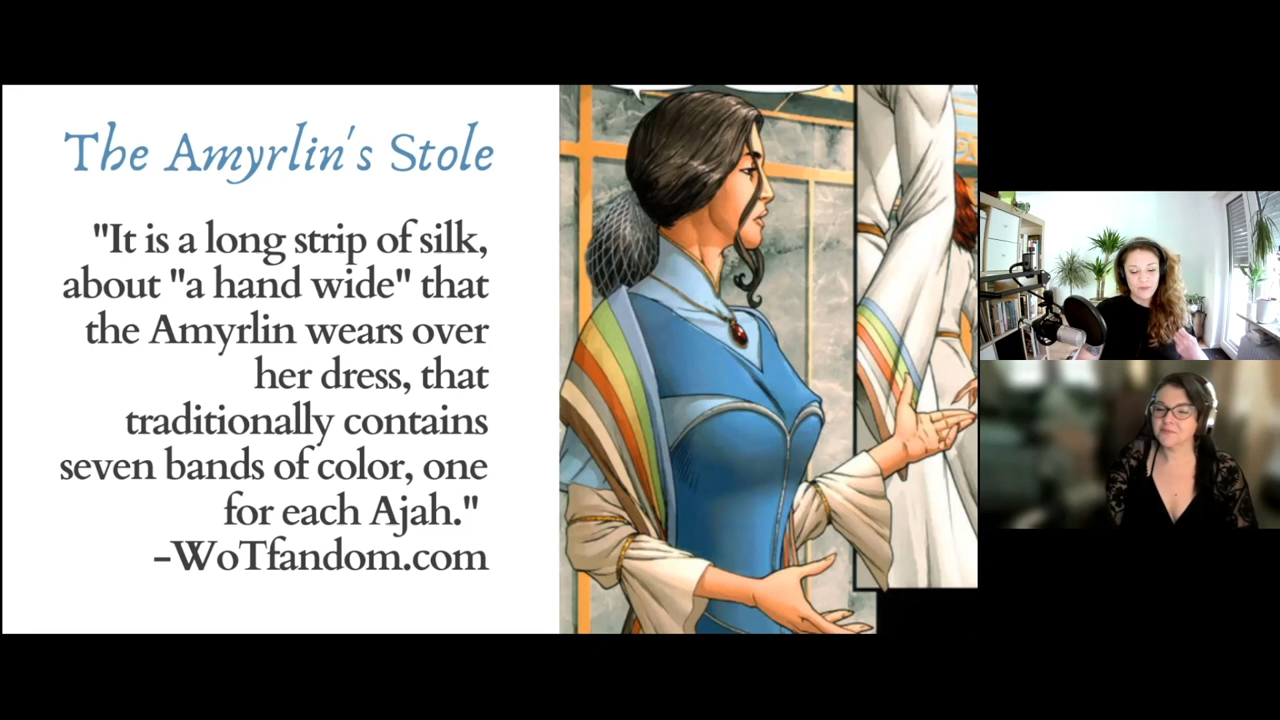 The Amyrlin's Stole
"It is a long strip of silk,
about "a hand wide" that
the Amyrlin wears over
her dress, that
traditionally contains
seven bands of color, one
for each Ajah."
-WoTfandom.com